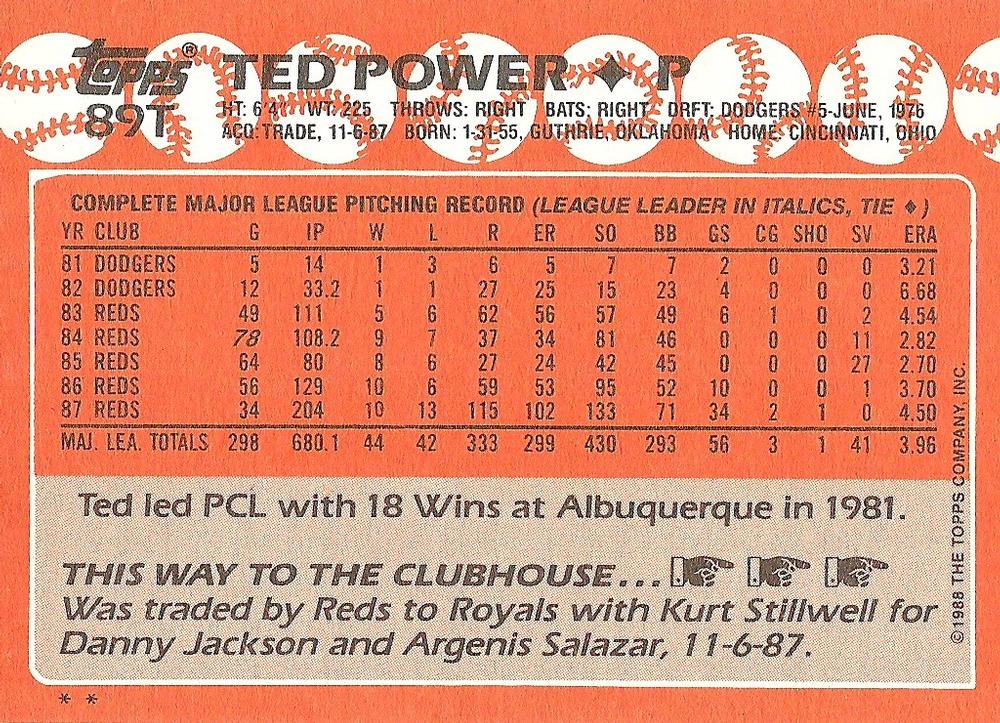 topps® TED POWER ♦ P
89T HT: 6'4" WT: 225 THROWS: RIGHT BATS: RIGHT DRFT: DODGERS #5-JUNE, 1976
ACQ: TRADE, 11-6-87 BORN: 1-31-55, GUTHRIE, OKLAHOMA HOME: CINCINNATI, OHIO
COMPLETE MAJOR LEAGUE PITCHING RECORD (LEAGUE LEADER IN ITALICS, TIE ♦)
YR CLUB G IP W L R ER SO BB GS CG SHO SV ERA
81 DODGERS 5 14 1 3 6 5 7 7 2 0 0 0 3.21
82 DODGERS 12 33.2 1 1 27 25 15 23 4 0 0 0 6.68
83 REDS 49 111 5 6 62 56 57 49 6 1 0 2 4.54
84 REDS 78 108.2 9 7 37 34 81 46 0 0 0 11 2.82
85 REDS 64 80 8 6 27 24 42 45 0 0 0 27 2.70
86 REDS 56 129 10 6 59 53 95 52 10 0 0 1 3.70
87 REDS 34 204 10 13 115 102 133 71 34 2 1 0 4.50
MAJ. LEA. TOTALS 298 680.1 44 42 333 299 430 293 56 3 1 41 3.96
Ted led PCL with 18 Wins at Albuquerque in 1981.
THIS WAY TO THE CLUBHOUSE...
Was traded by Reds to Royals with Kurt Stillwell for
Danny Jackson and Argenis Salazar, 11-6-87.
©1988 THE TOPPS COMPANY, INC.
* *